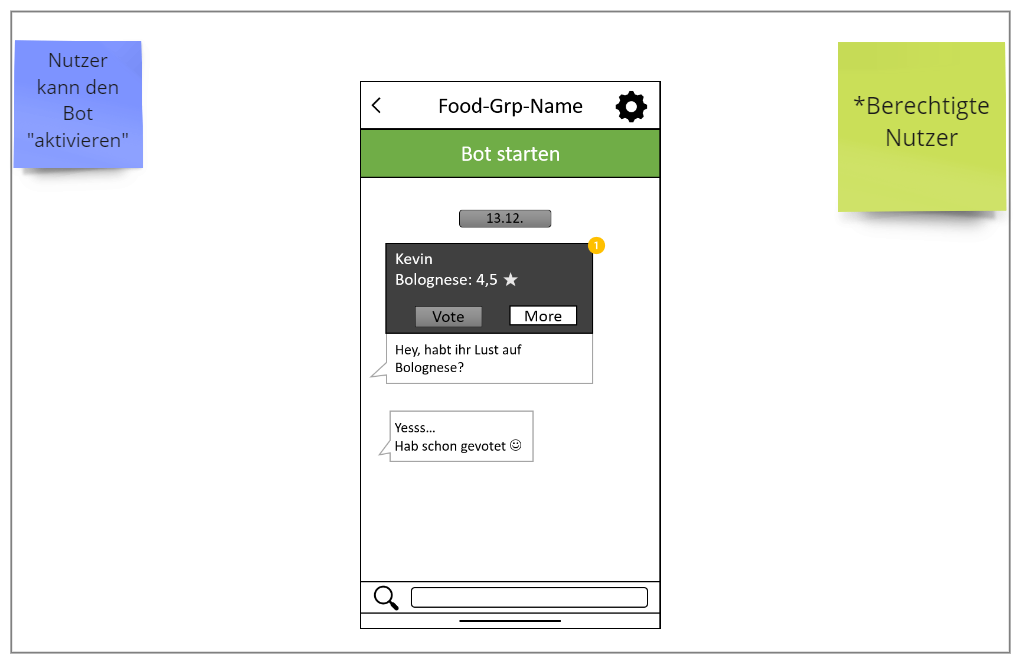 Nutzer
kann den
Bot
"aktivieren"
*Berechtigte
Nutzer
Food-Grp-Name
Bot starten
13.12.
1
Kevin
Bolognese: 4,5 ★
Vote
More
Hey, habt ihr Lust auf
Bolognese?
Yesss...
Hab schon gevotet ☺